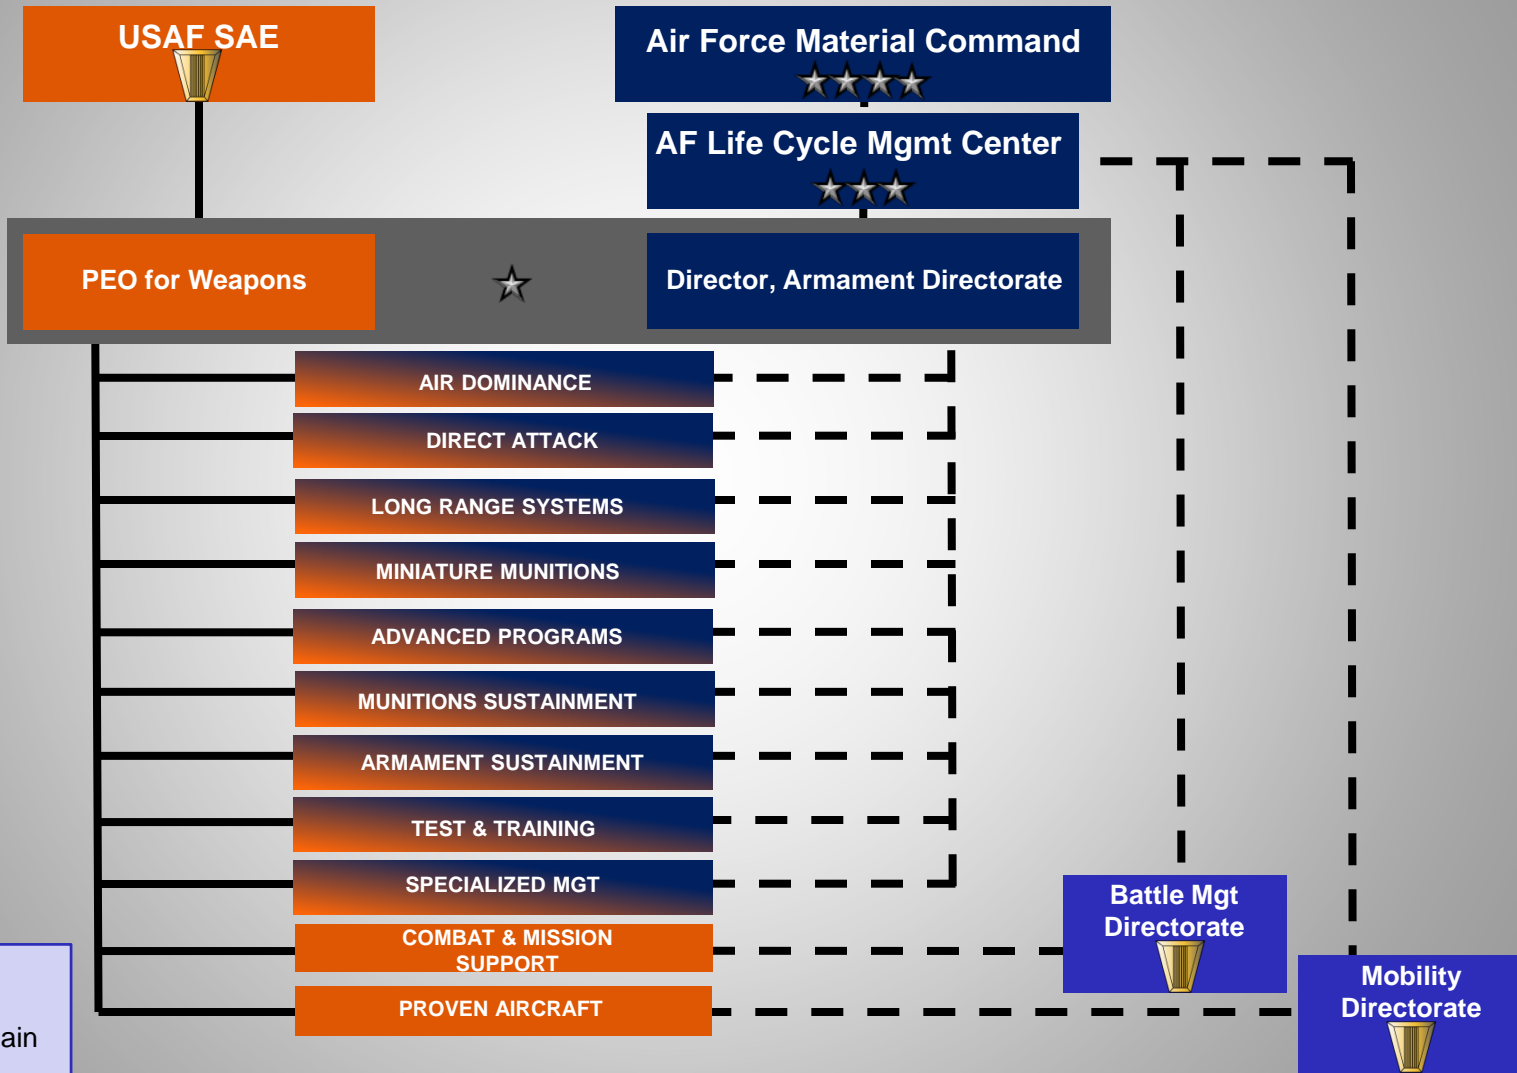 USAF SAE
Air Force Material Command
AF Life Cycle Mgmt Center
PEO for Weapons
Director, Armament Directorate
AIR DOMINANCE
DIRECT ATTACK
LONG RANGE SYSTEMS
MINIATURE MUNITIONS
ADVANCED PROGRAMS
MUNITIONS SUSTAINMENT
ARMAMENT SUSTAINMENT
TEST & TRAINING
SPECIALIZED MGT
COMBAT & MISSION
SUPPORT
PROVEN AIRCRAFT
Battle Mgt
Directorate
Mobility
Directorate